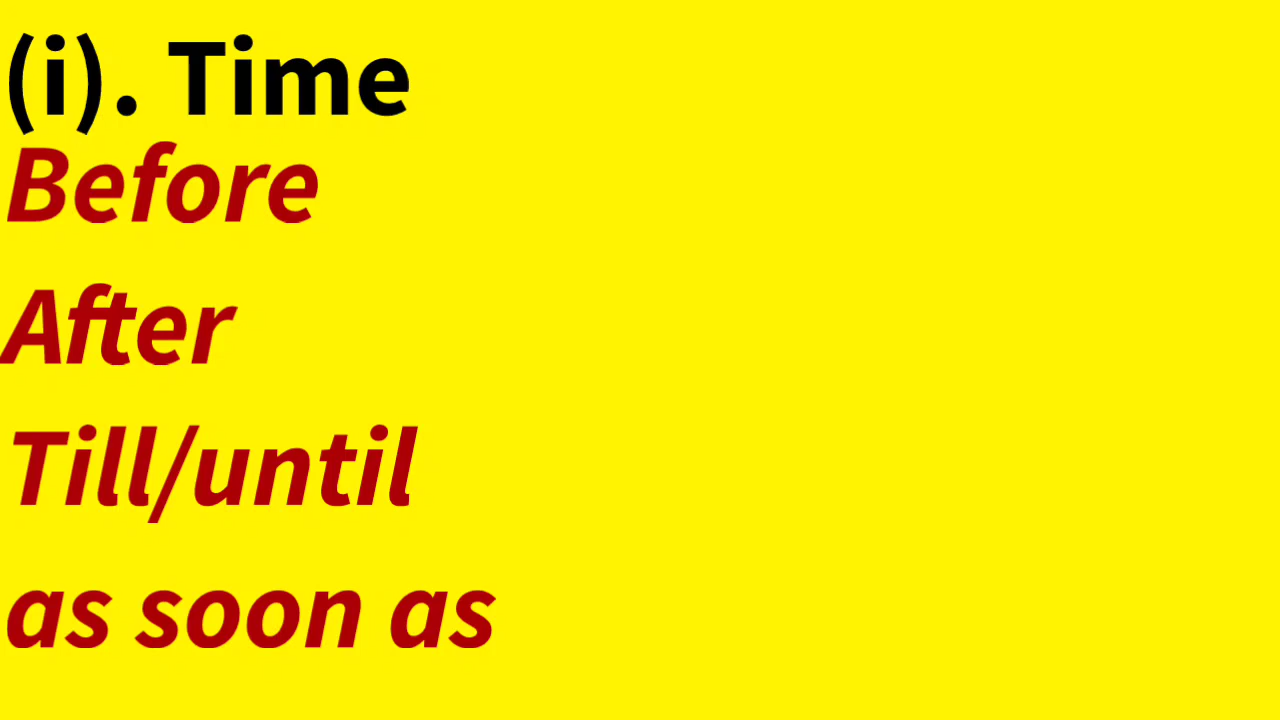 (i). Time
Before
After
Till/until
as soon as